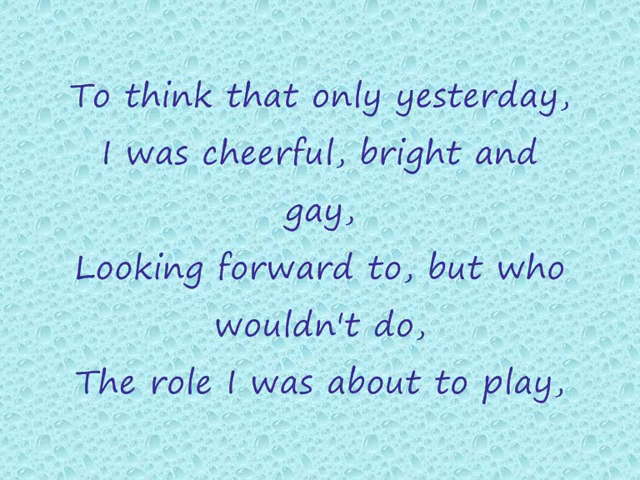 To think that only yesterday,
I was cheerful, bright and
gay,
Looking forward to, but who
wouldn't do,
The role I was about to play,